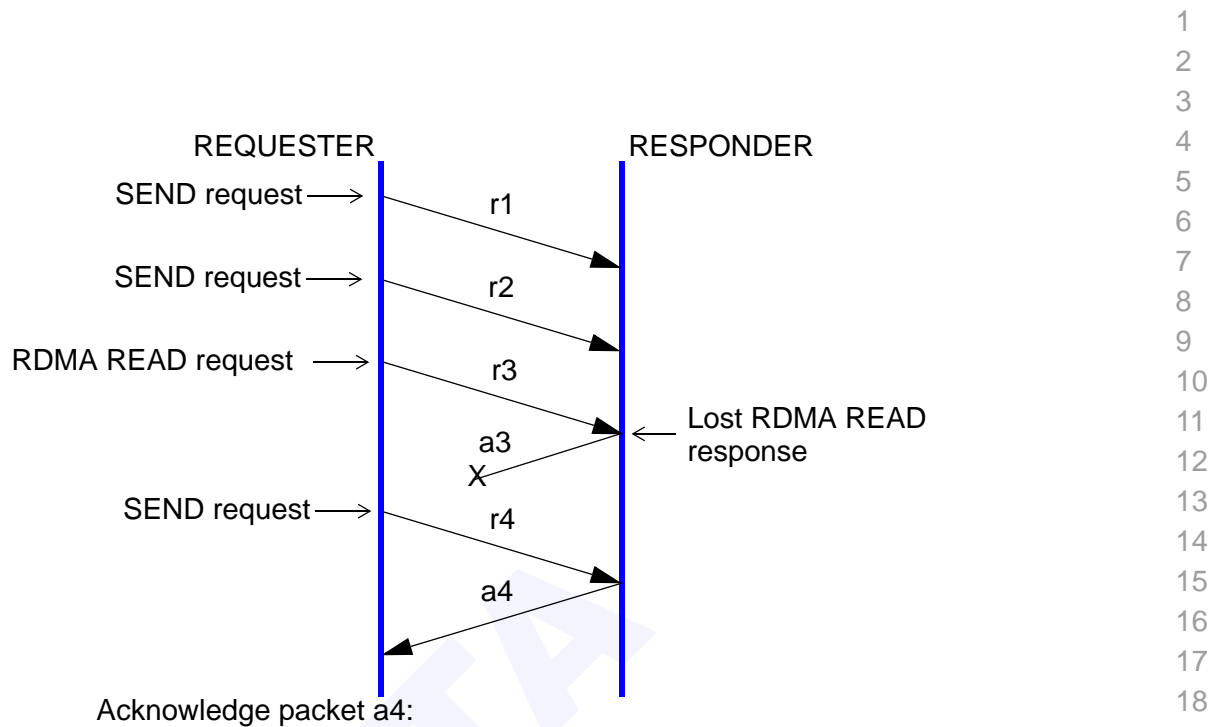 1
2
3
4
5
6
7
8
9
10
11
12
13
14
15
16
17
18
REQUESTER
RESPONDER
SEND request
r1
SEND request
r2
RDMA READ request
r3
Lost RDMA READ
response
a3
X
SEND request
r4
a4
Acknowledge packet a4:
TA